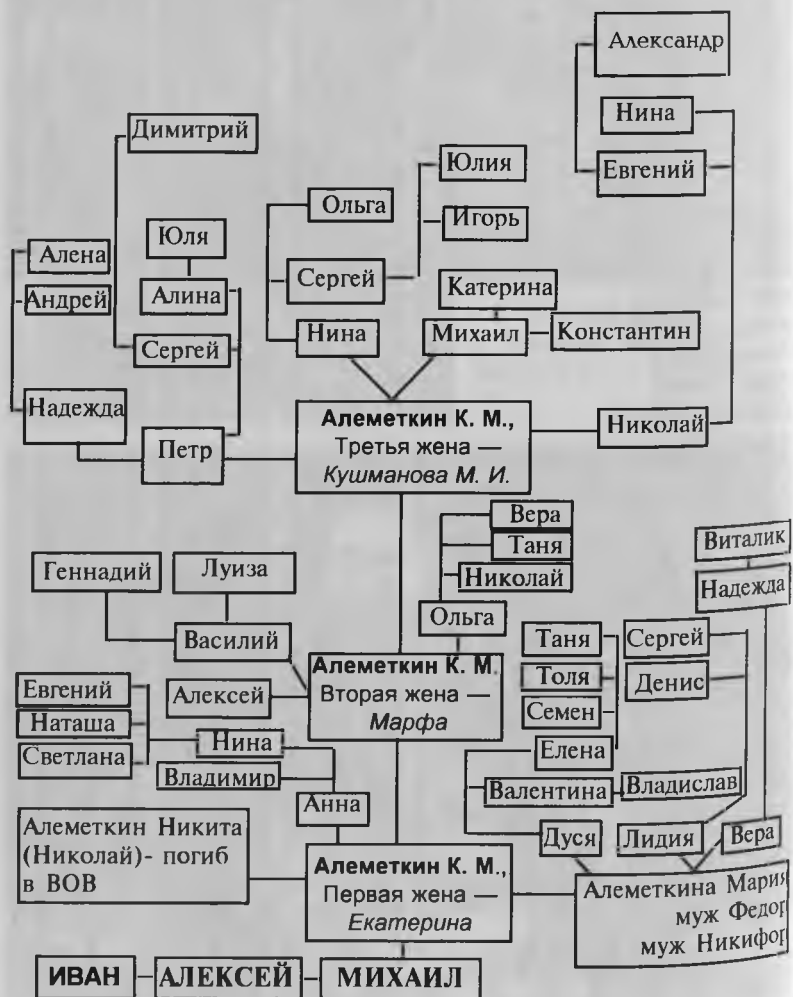 Александр
Нина
Евгений
Димитрий
Юлия
Ольга
Игорь
Юля
Алена
Сергей
Катерина
Андрей
Алина
Нина
Михаил
Константин
Сергей
Надежда
Петр
Алеметкин К. М.,
Третья жена —
Кушманова М. И.
Николай
Вера
Таня
Николай
Виталик
Надежда
Геннадий
Луиза
Ольга
Василий
Таня
Сергей
Алеметкин К. М.
Вторая жена —
Марфа
Толя
Денис
Евгений
Алексей
Семен
Наташа
Нина
Елена
Светлана
Владимир
Валентина
Владислав
Анна
Алеметкин Никита
(Николай)- погиб
в ВОВ
Дуся
Лидия
Вера
Алеметкин К. М.,
Первая жена —
Екатерина
Алеметкина Мария
муж Федор
муж Никифор
ИВАН
АЛЕКСЕЙ
МИХАИЛ